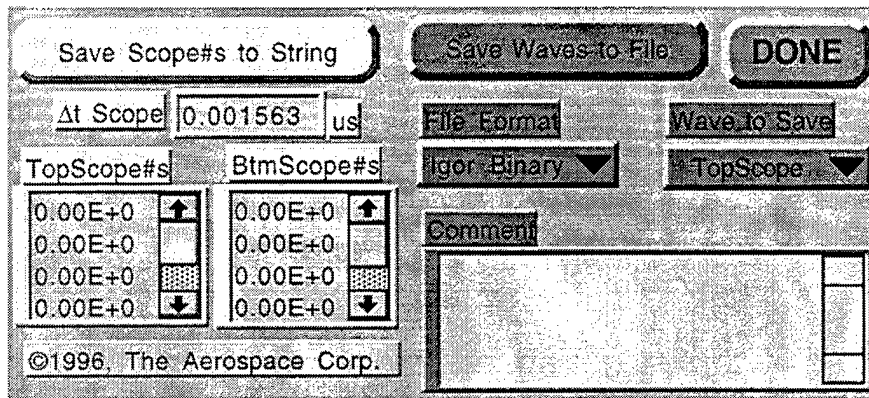 Save Scope#s to String
Save Waves to File
DONE
Δt Scope 0.001563 us
File Format
Wave to Save
TopScope#s
BtmScope#s
Igor Binary
TopScope
0.00E+0
0.00E+0
0.00E+0
0.00E+0
0.00E+0
0.00E+0
0.00E+0
0.00E+0
Comment
©1996, The Aerospace Corp.